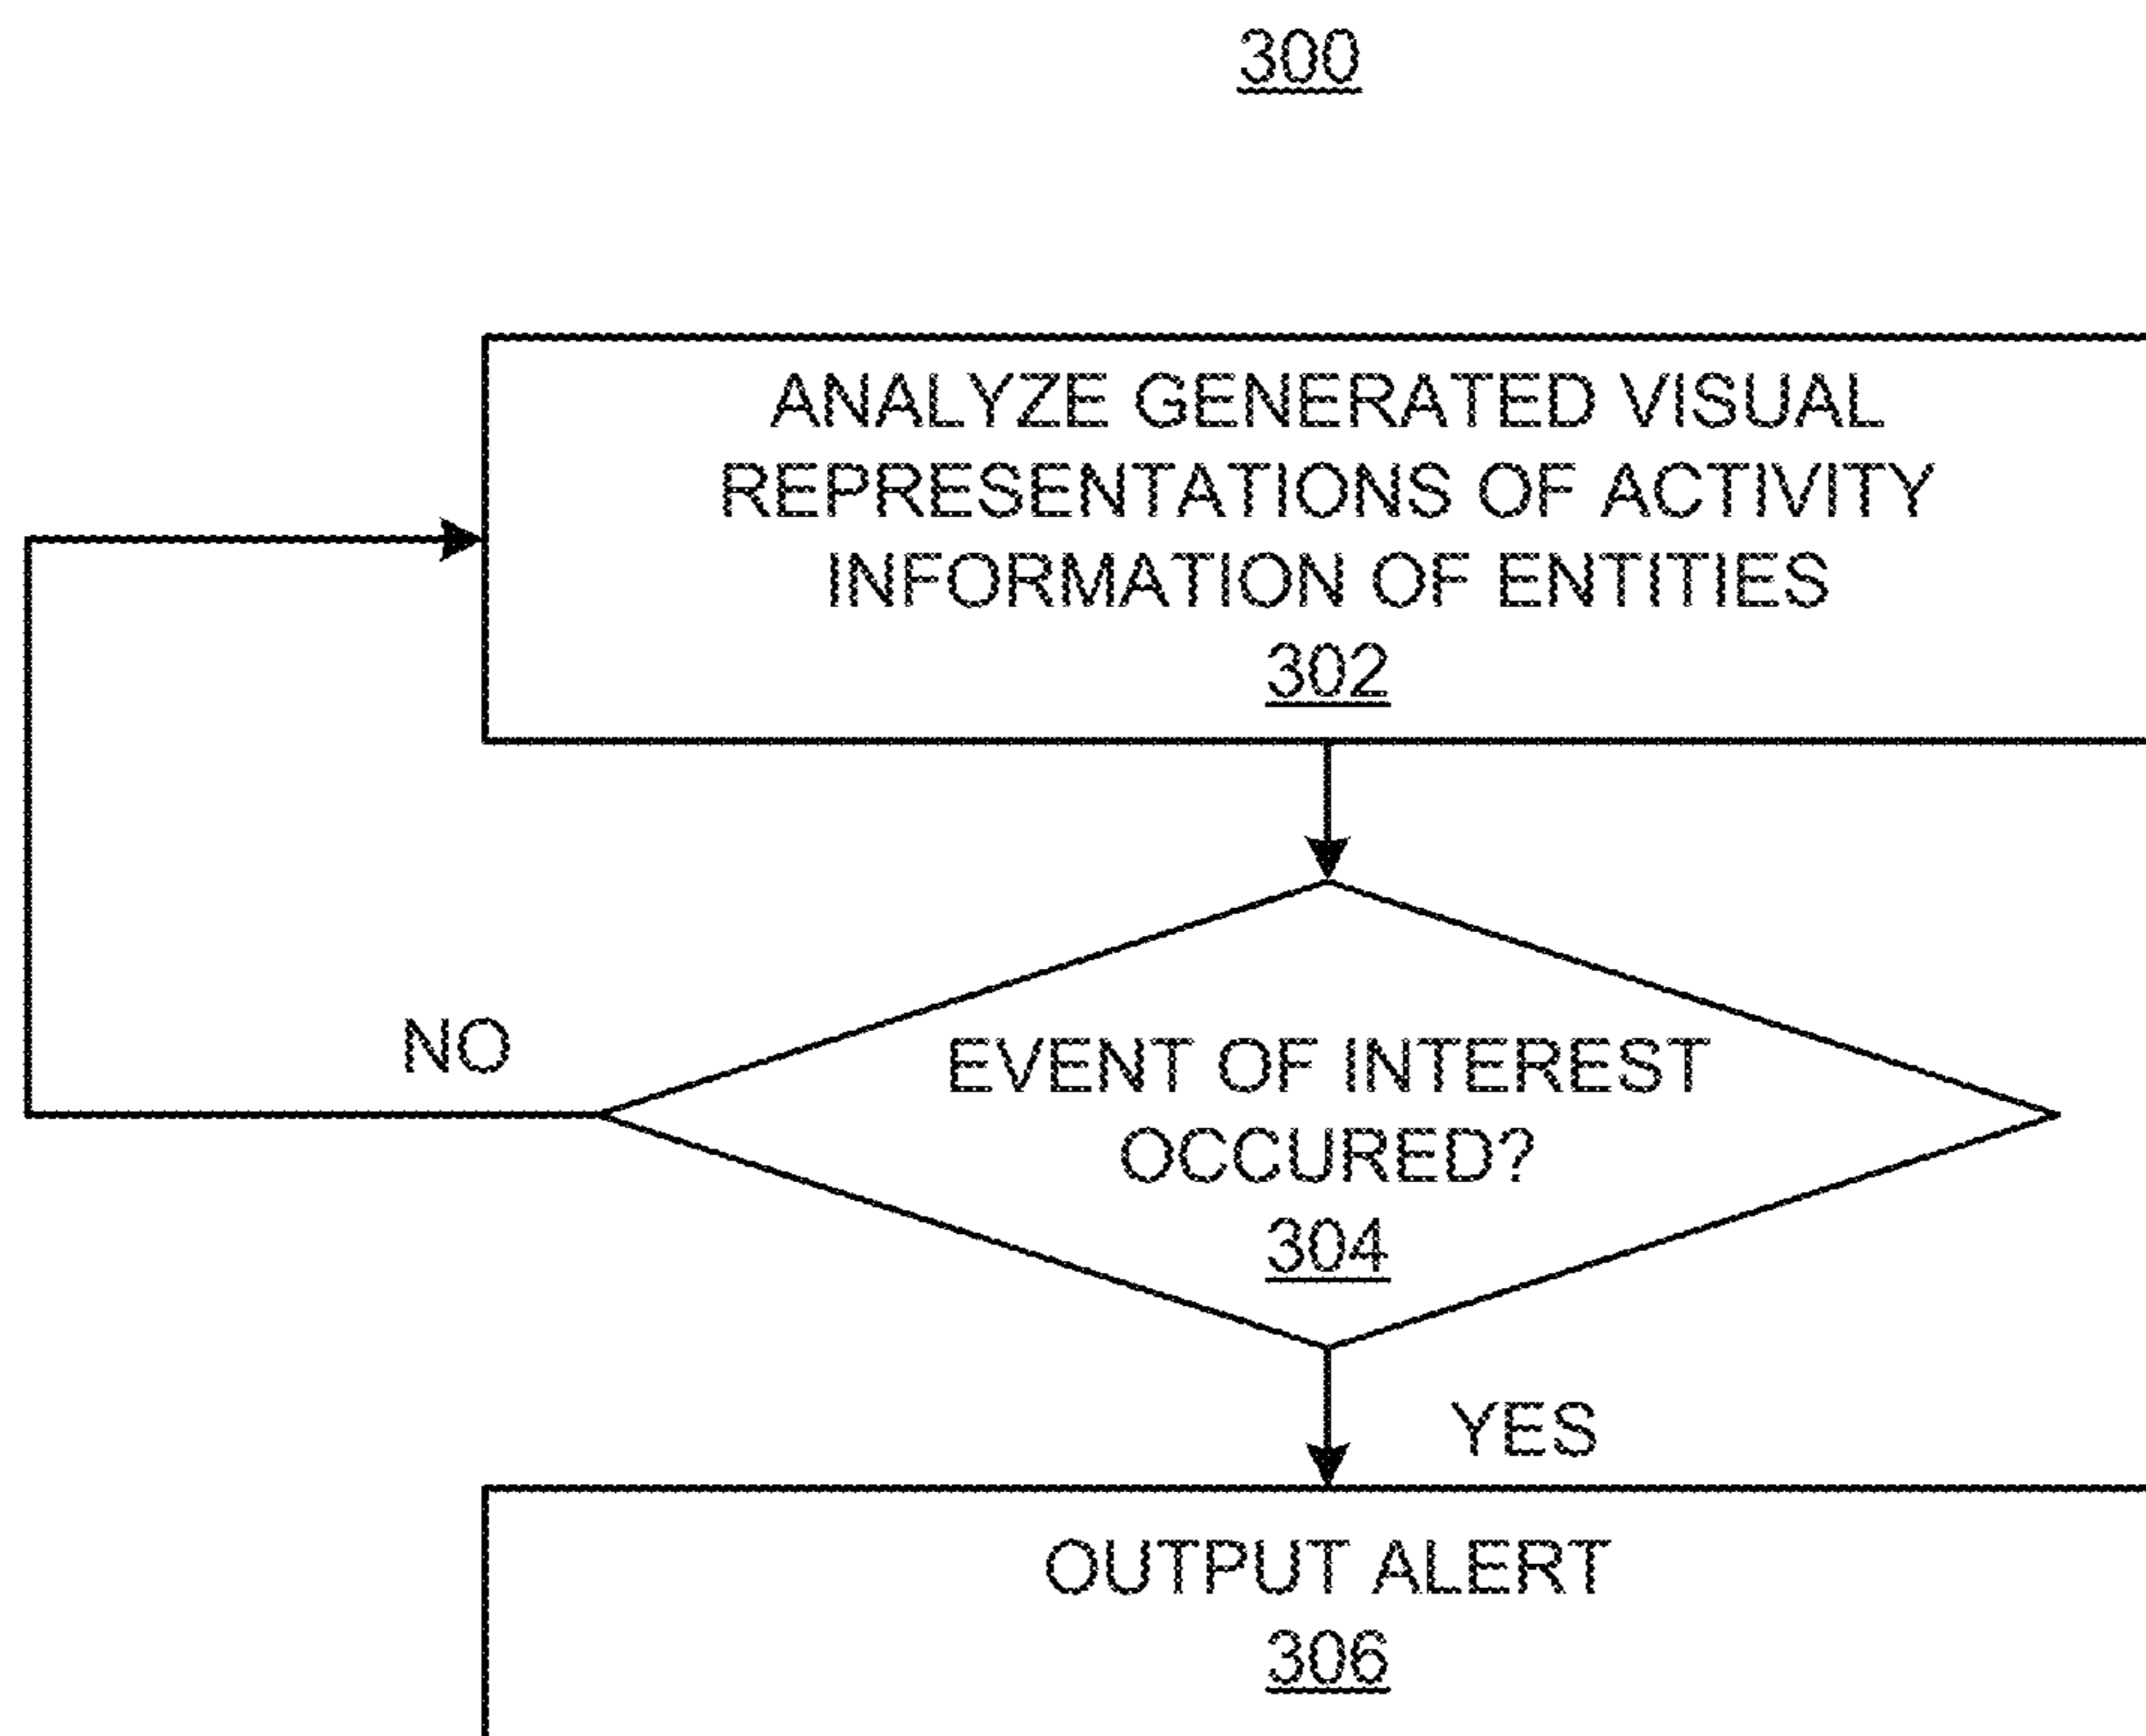 300
ANALYZE GENERATED VISUAL
REPRESENTATIONS OF ACTIVITY
INFORMATION OF ENTITIES
302
NO
EVENT OF INTEREST
OCCURED?
304
YES
OUTPUT ALERT
306